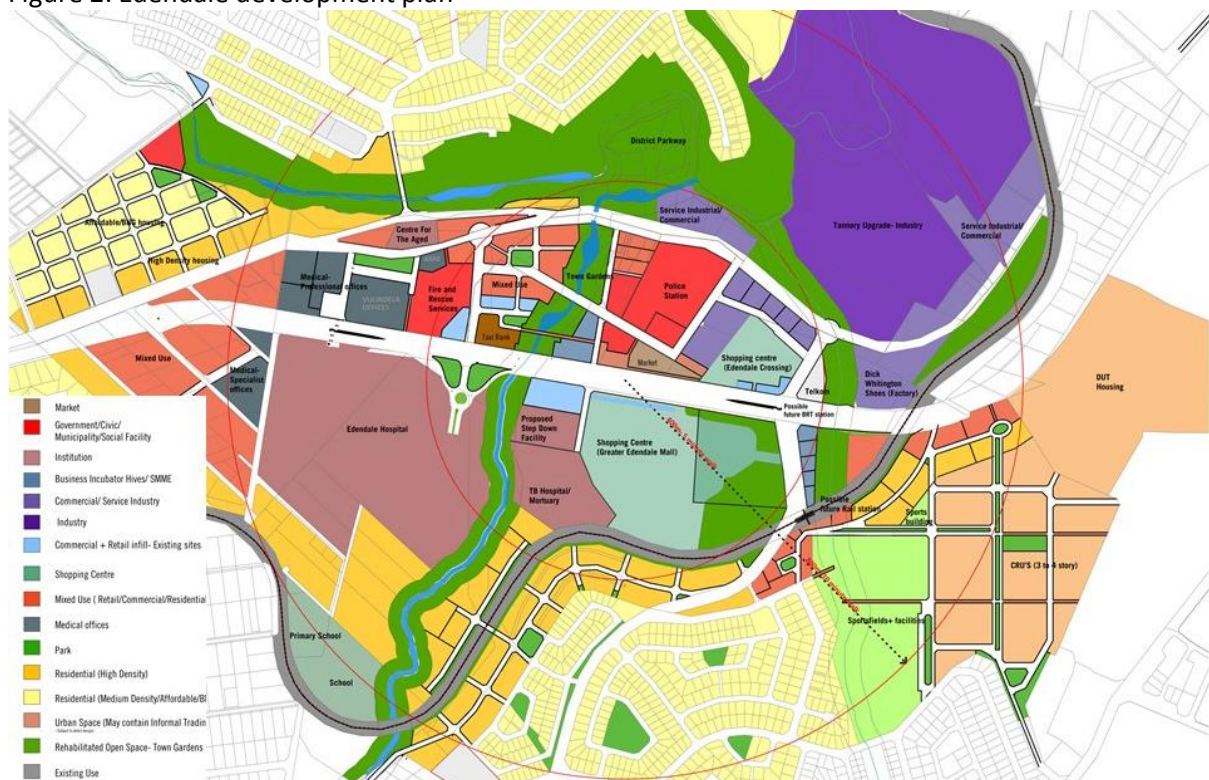 Figure 2: Edendale development plan
District Parkway
Affordable/BNG housing
High Density housing
Centre For
The Aged
Service Industrial/
Commercial
Tannery Upgrade- Industry
Service Industrial/
Commercial
Medical-
Professional offices
VULINDLELA
OFFICES
Fire and
Rescue
Services
Mixed Use
Town Gardens
Police
Station
Taxi Rank
Market
Shopping centre
(Edendale Crossing)
Telkom
Dick
Whitington
Shoes (Factory)
DUT
Housing
Possible
future BRT station
Mixed Use
Medical-
Specialist
offices
Edendale Hospital
Proposed
Step Down
Facility
Shopping Centre
(Greater Edendale Mall)
TB Hospital/
Mortuary
Possible
future Rail station
Sports
building
CRU'S (3 to 4 story)
Sportsfields+ facilities
Primary School
School
Market
Government/Civic/
Municipality/Social Facility
Institution
Business Incubator Hives/ SMME
Commercial/ Service Industry
Industry
Commercial + Retail infill- Existing sites
Shopping Centre
Mixed Use ( Retail/Commercial/Residential
Medical offices
Park
Residential (High Density)
Residential (Medium Density/Affordable/
Urban Space (May contain Informal Tradin
Rehabilitated Open Space- Town Gardens
Existing Use